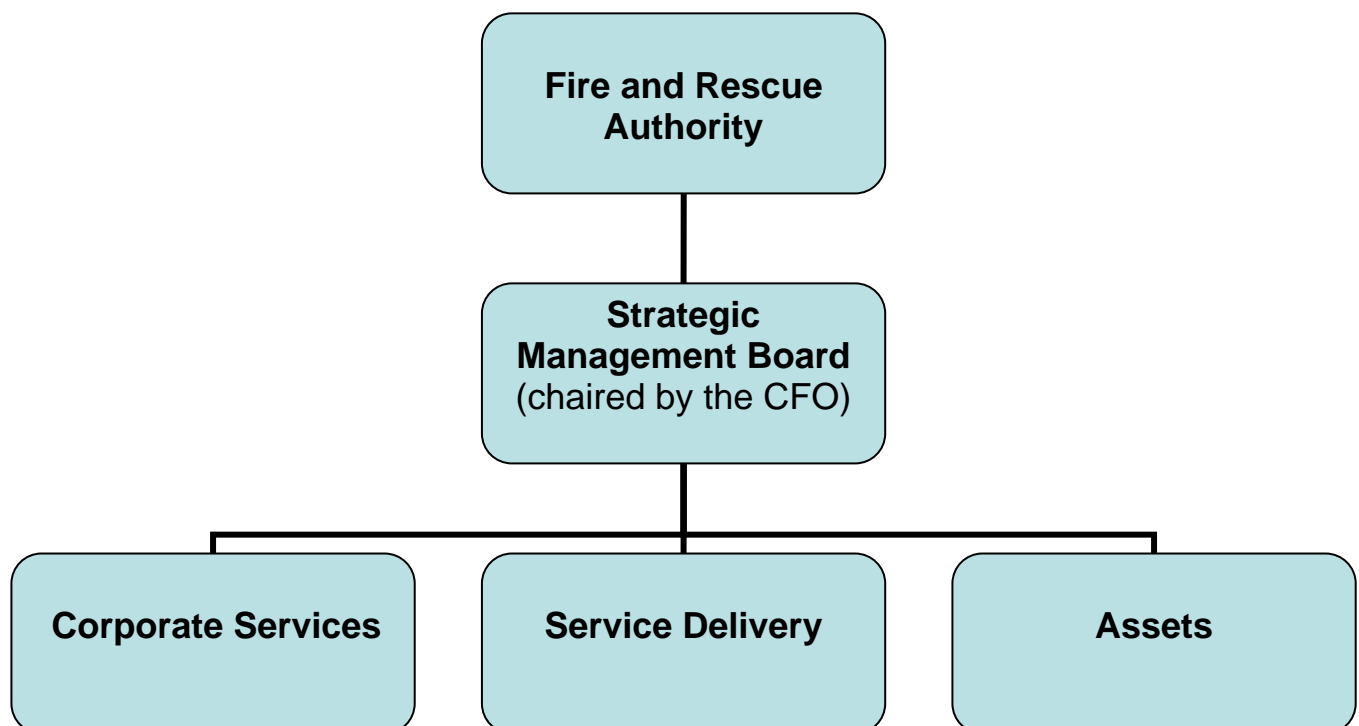 Fire and Rescue
Authority
Strategic
Management Board
(chaired by the CFO)
Corporate Services
Service Delivery
Assets